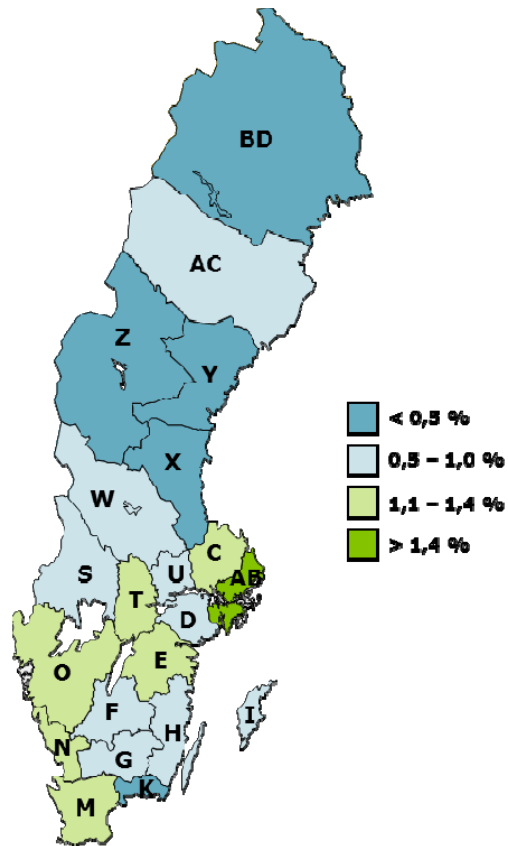 BD
AC
Z
Y
X
W
C
S
U
AB
T
D
E
O
F
I
H
N
G
K
M
< 0,5 %
0,5 – 1,0 %
1,1 – 1,4 %
> 1,4 %